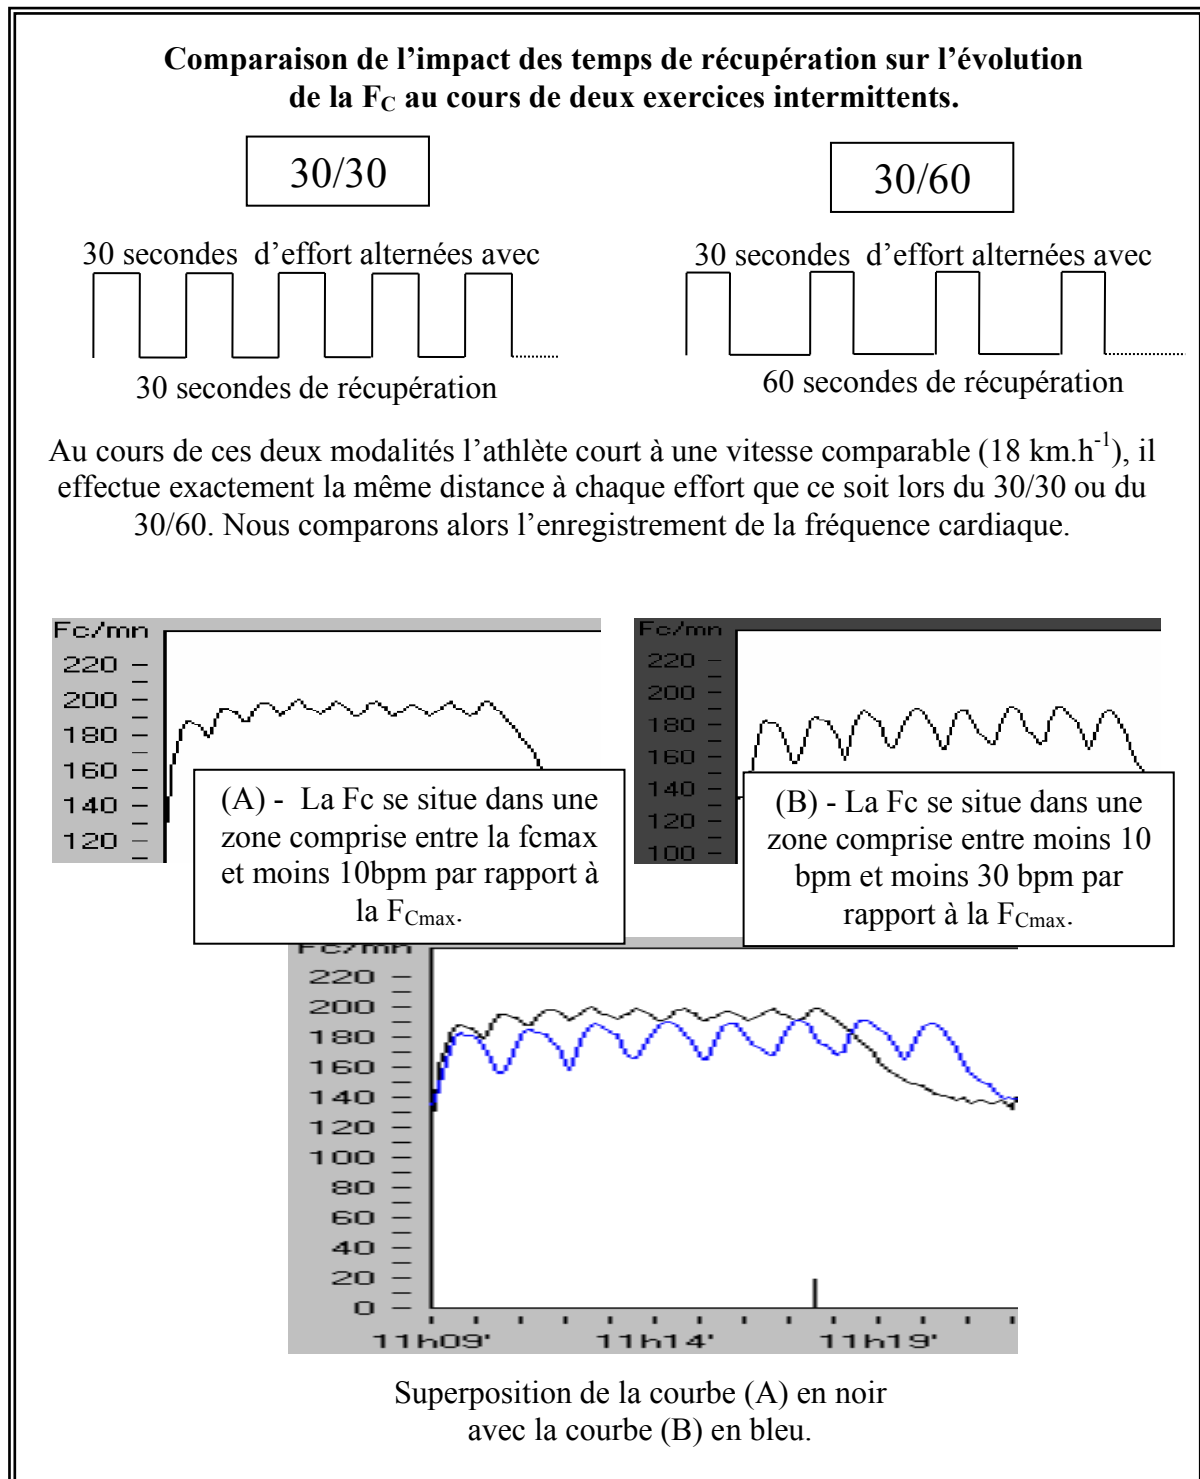 Comparaison de l'impact des temps de récupération sur l'évolution
de la FC au cours de deux exercices intermittents.
30/30
30/60
30 secondes d'effort alternées avec
30 secondes de récupération
30 secondes d'effort alternées avec
60 secondes de récupération
Au cours de ces deux modalités l'athlète court à une vitesse comparable (18 km.h-1), il
effectue exactement la même distance à chaque effort que ce soit lors du 30/30 ou du
30/60. Nous comparons alors l'enregistrement de la fréquence cardiaque.
Fc/mn
220
200
180
160
140
120
(A) - La Fc se situe dans une
zone comprise entre la fcmax
et moins 10bpm par rapport à
la FCmax.
Fc/mn
220
200
180
160
140
120
100
(B) - La Fc se situe dans une
zone comprise entre moins 10
bpm et moins 30 bpm par
rapport à la FCmax.
Fc/mn
220
200
180
160
140
120
100
80
60
40
20
0
11h09' 11h14' 11h19'
Superposition de la courbe (A) en noir
avec la courbe (B) en bleu.